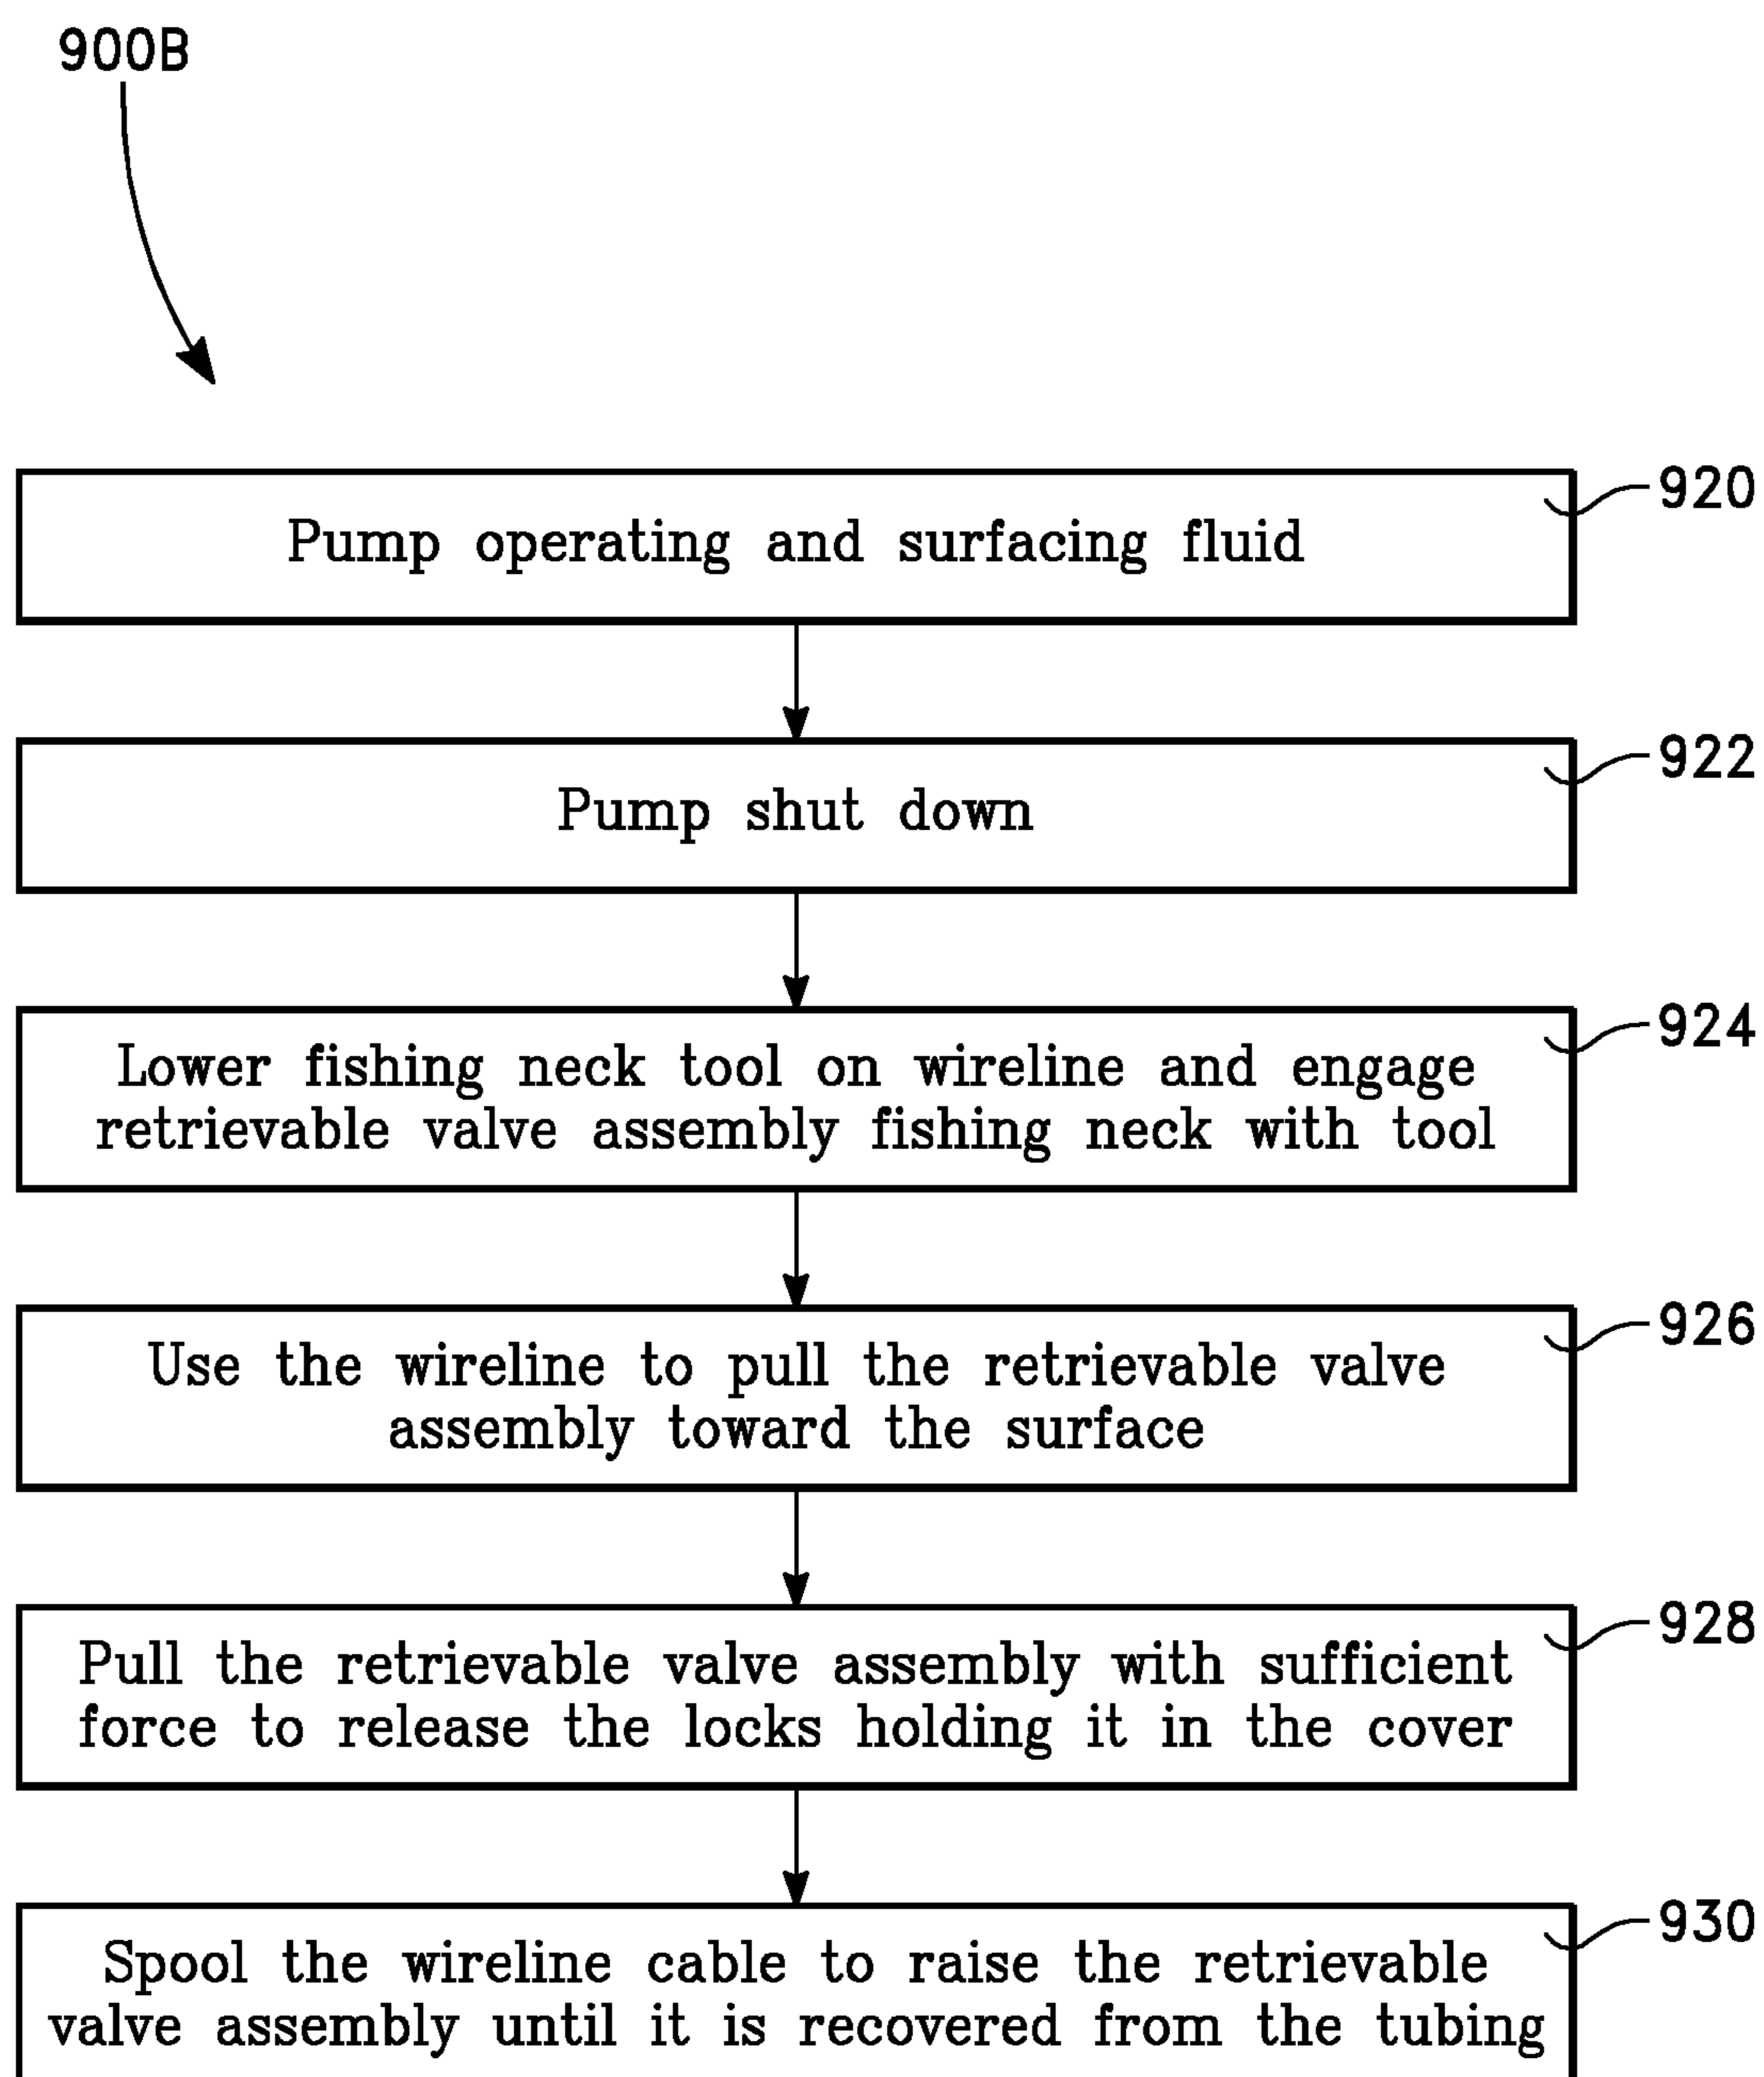 900B
920
Pump operating and surfacing fluid
922
Pump shut down
924
Lower fishing neck tool on wireline and engage
retrievable valve assembly fishing neck with tool
926
Use the wireline to pull the retrievable valve
assembly toward the surface
928
Pull the retrievable valve assembly with sufficient
force to release the locks holding it in the cover
930
Spool the wireline cable to raise the retrievable
valve assembly until it is recovered from the tubing